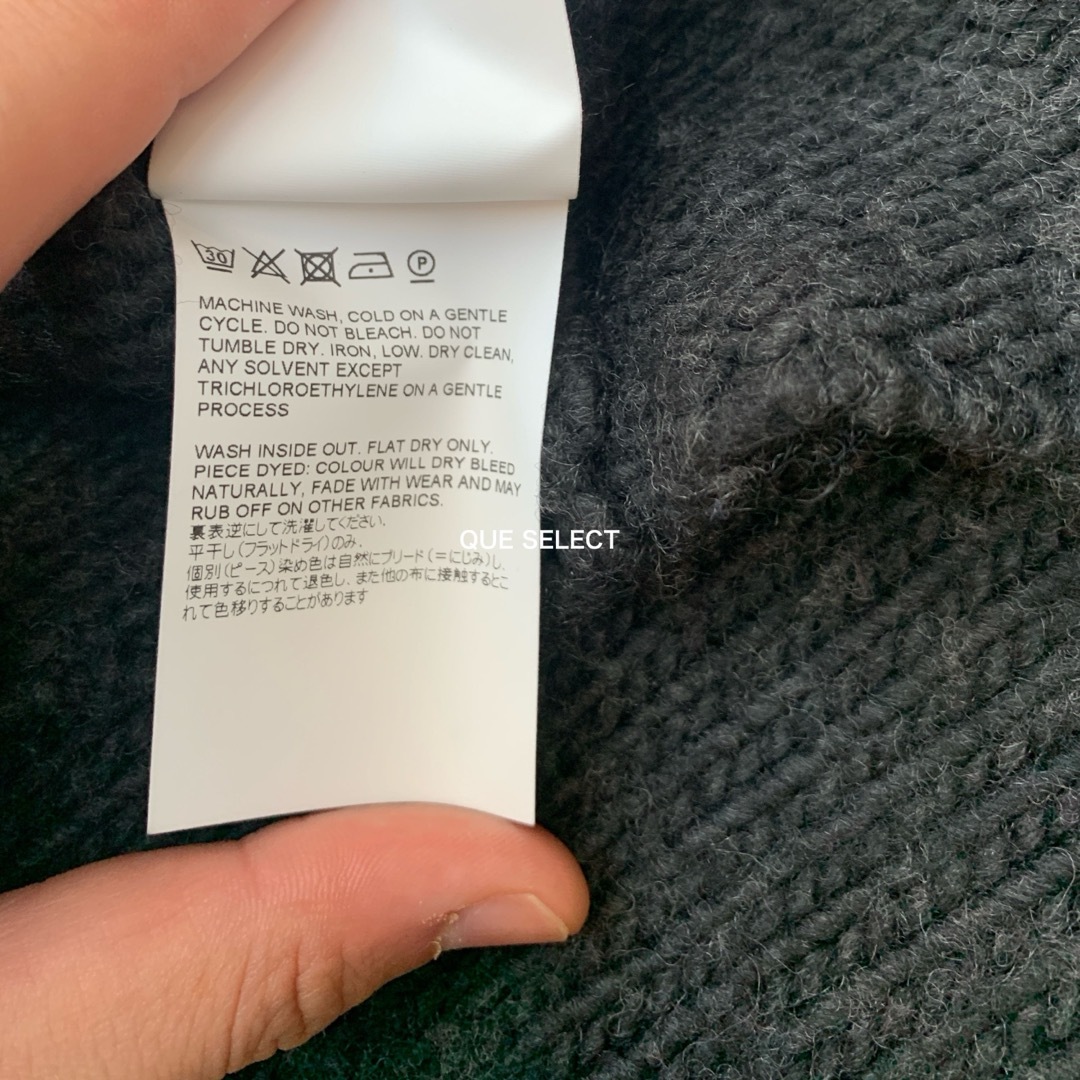 30
P
MACHINE WASH, COLD ON A GENTLE
CYCLE. DO NOT BLEACH. DO NOT
TUMBLE DRY. IRON, LOW. DRY CLEAN,
ANY SOLVENT EXCEPT
TRICHLOROETHYLENE ON A GENTLE
PROCESS
WASH INSIDE OUT. FLAT DRY ONLY.
PIECE DYED: COLOUR WILL DRY BLEED
NATURALLY, FADE WITH WEAR AND MAY
RUB OFF ON OTHER FABRICS.
裏表逆にして洗濯してください.
平干し(フラットドライ)のみ.
個別(ピース)染め色は自然にブリード(=にじみ)し,
使用するにつれて退色し、また他の布に接触するとこ
れて色移りすることがあります
QUE SELECT